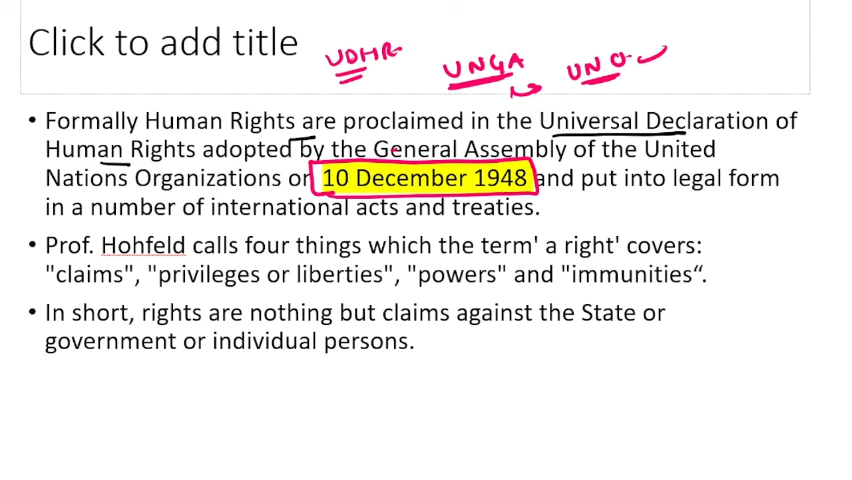 Click to add title
UDHR
UNGA
UNO
• Formally Human Rights are proclaimed in the Universal Declaration of
Human Rights adopted by the General Assembly of the United
Nations Organizations on 10 December 1948 and put into legal form
in a number of international acts and treaties.
• Prof. Hohfeld calls four things which the term' a right' covers:
"claims", "privileges or liberties", "powers" and "immunities“.
• In short, rights are nothing but claims against the State or
government or individual persons.